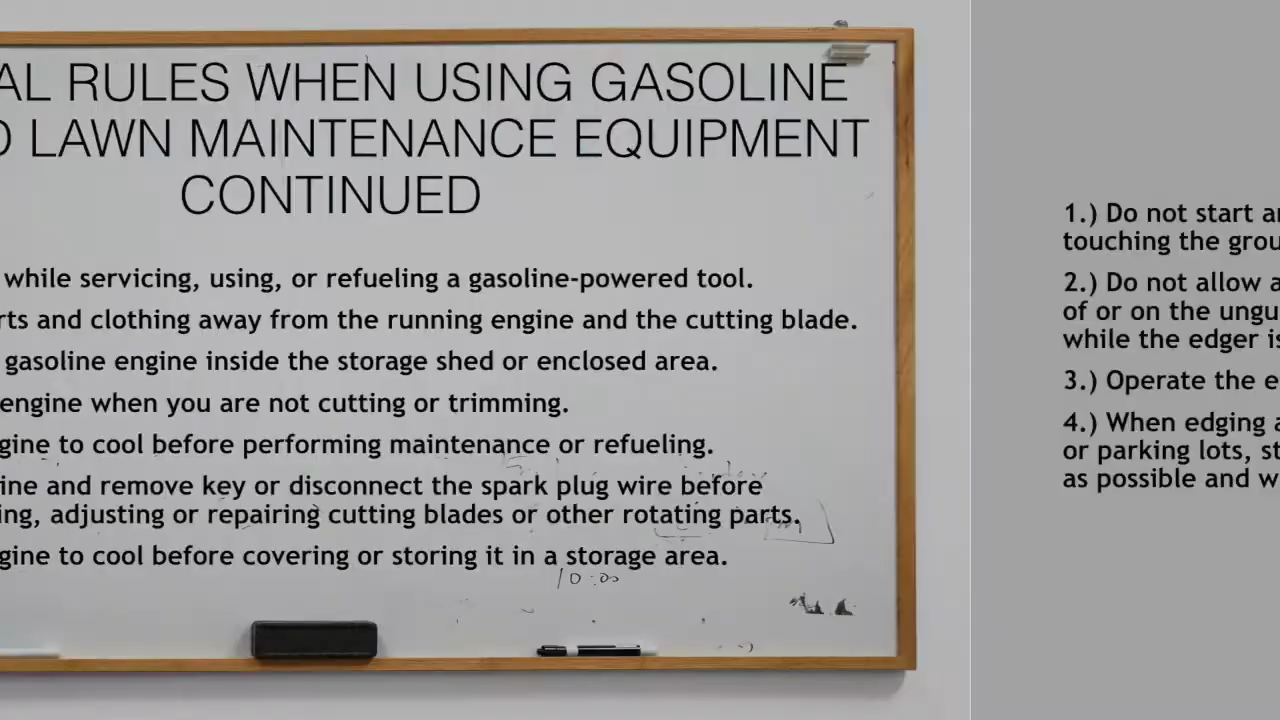 AL RULES WHEN USING GASOLINE
D LAWN MAINTENANCE EQUIPMENT
CONTINUED
while servicing, using, or refueling a gasoline-powered tool.
rts and clothing away from the running engine and the cutting blade.
gasoline engine inside the storage shed or enclosed area.
engine when you are not cutting or trimming.
gine to cool before performing maintenance or refueling.
ine and remove key or disconnect the spark plug wire before
ing, adjusting or repairing cutting blades or other rotating parts.
gine to cool before covering or storing it in a storage area.
10:00
1.) Do not start a
touching the grou
2.) Do not allow a
of or on the ungu
while the edger is
3.) Operate the e
4.) When edging a
or parking lots, st
as possible and w